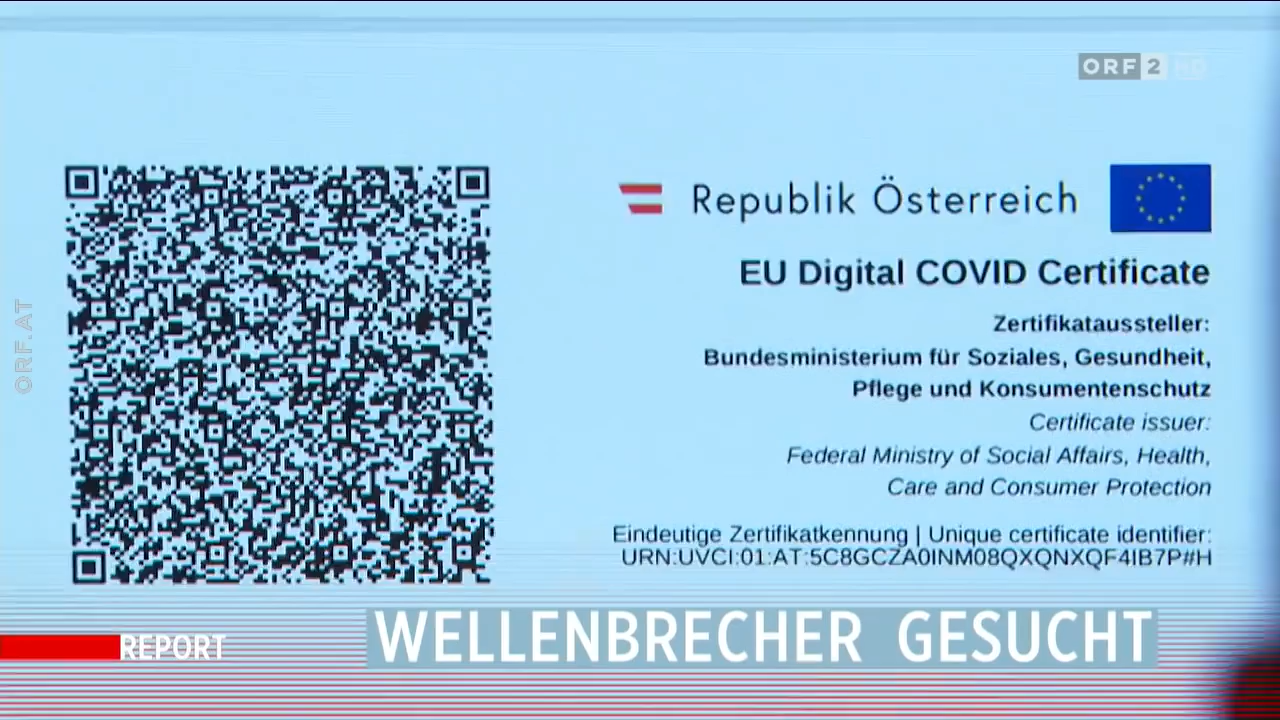 ORF 2 HD
Republik Österreich
EU Digital COVID Certificate
Zertifikataussteller:
Bundesministerium für Soziales, Gesundheit,
Pflege und Konsumentenschutz
Certificate issuer:
Federal Ministry of Social Affairs, Health,
Care and Consumer Protection
Eindeutige Zertifikatkennung | Unique certificate identifier:
URN:UVCI:01:AT:5C8GCZA0INM08QXQNXQF4IB7P#H
ORF.AT
REPORT
WELLENBRECHER GESUCHT